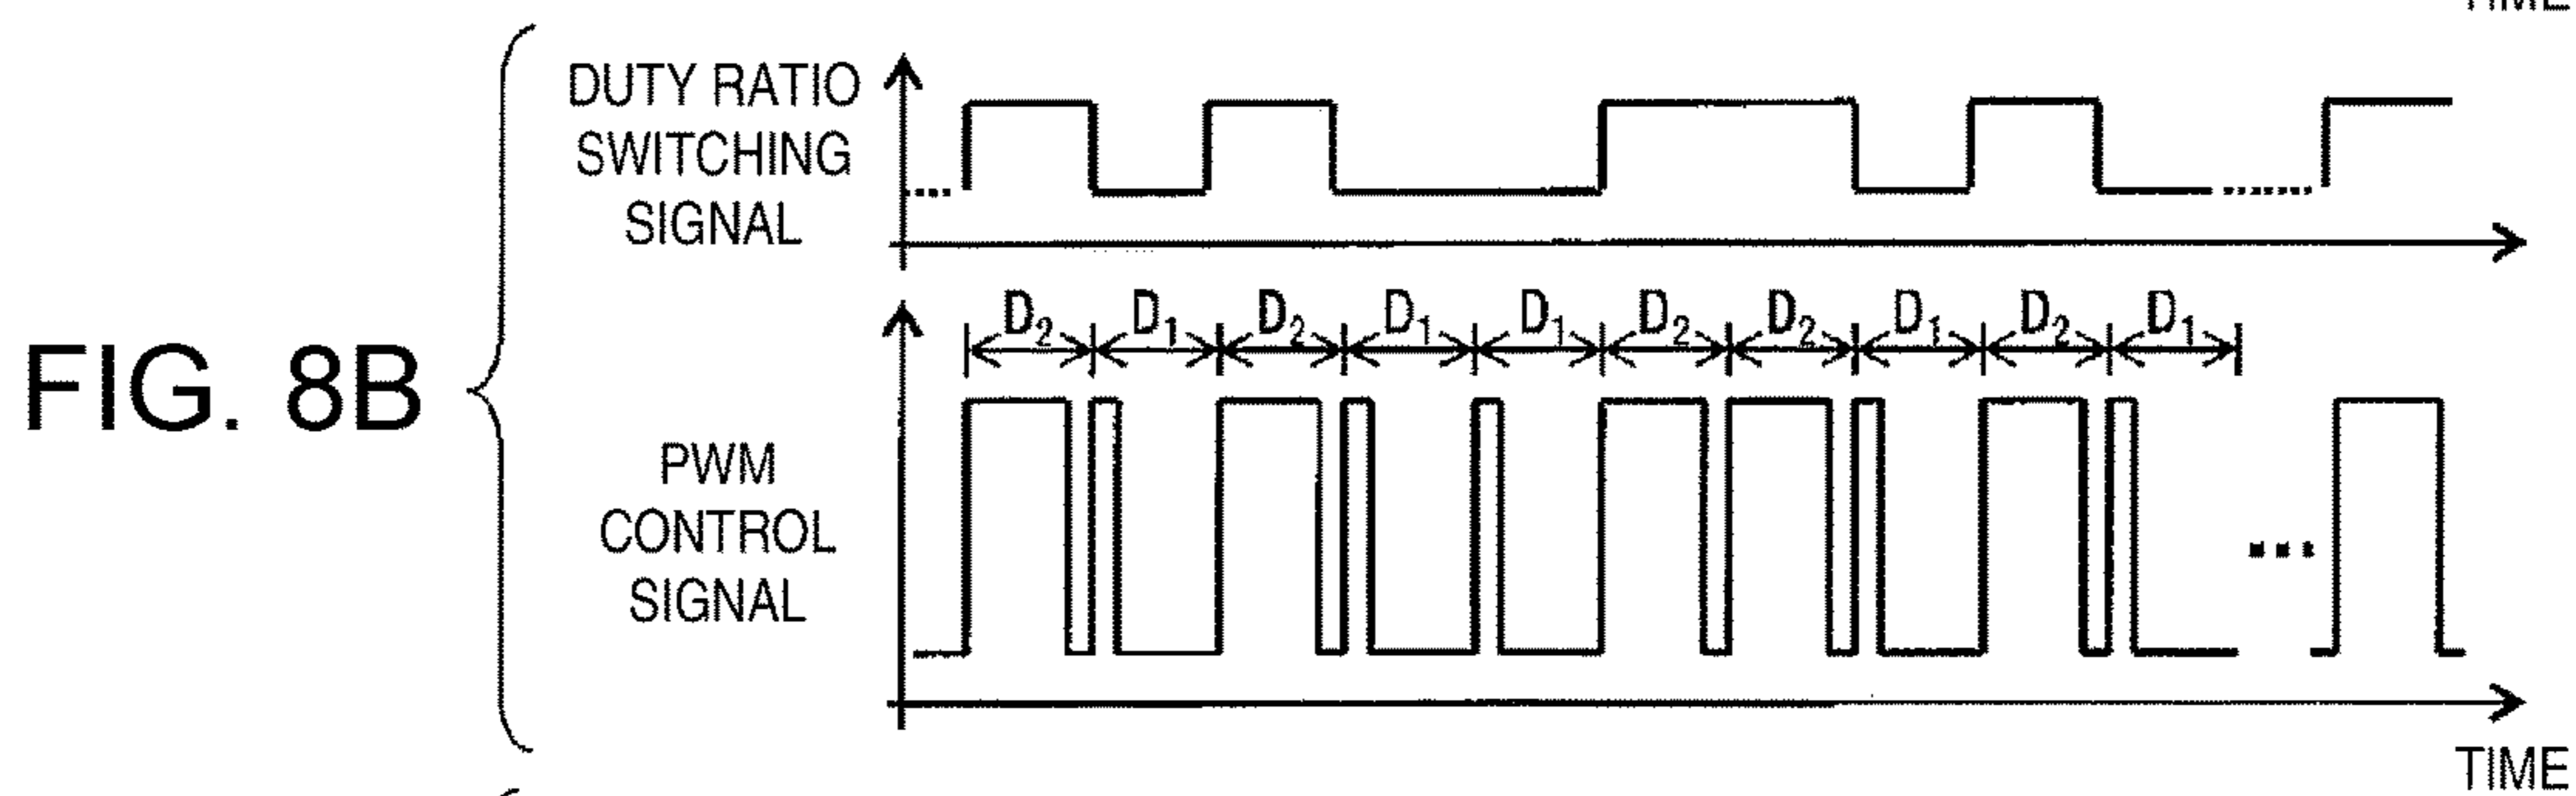 TIME
DUTY RATIO
SWITCHING
SIGNAL
FIG. 8B
D2 D1 D2 D1 D1 D2 D2 D1 D2 D1
PWM
CONTROL
SIGNAL
TIME